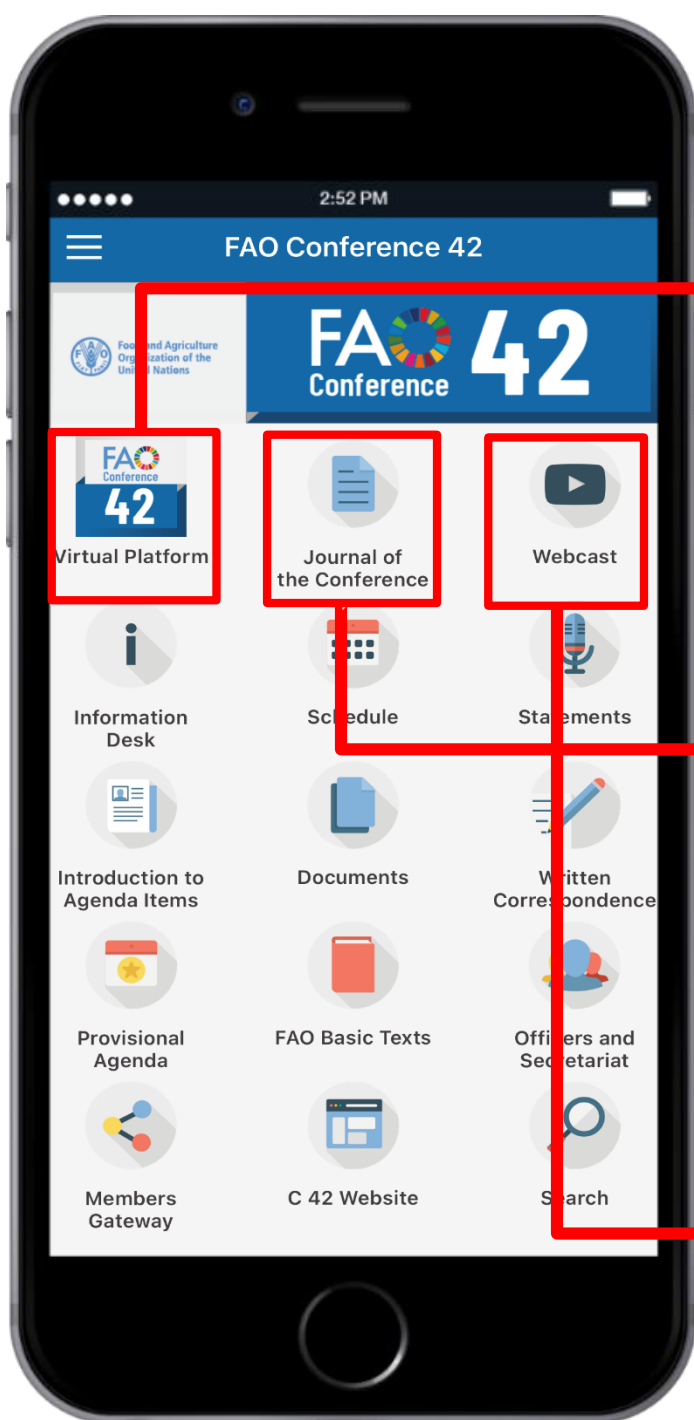 2:52 PM
FAO Conference 42
Food and Agriculture
Organization of the
United Nations
FAO
Conference
42
FAO
Conference
42
Virtual Platform
Journal of
the Conference
Webcast
Information
Desk
Schedule
Statements
Introduction to
Agenda Items
Documents
Written
Correspondence
Provisional
Agenda
FAO Basic Texts
Officers and
Secretariat
Members
Gateway
C 42 Website
Search